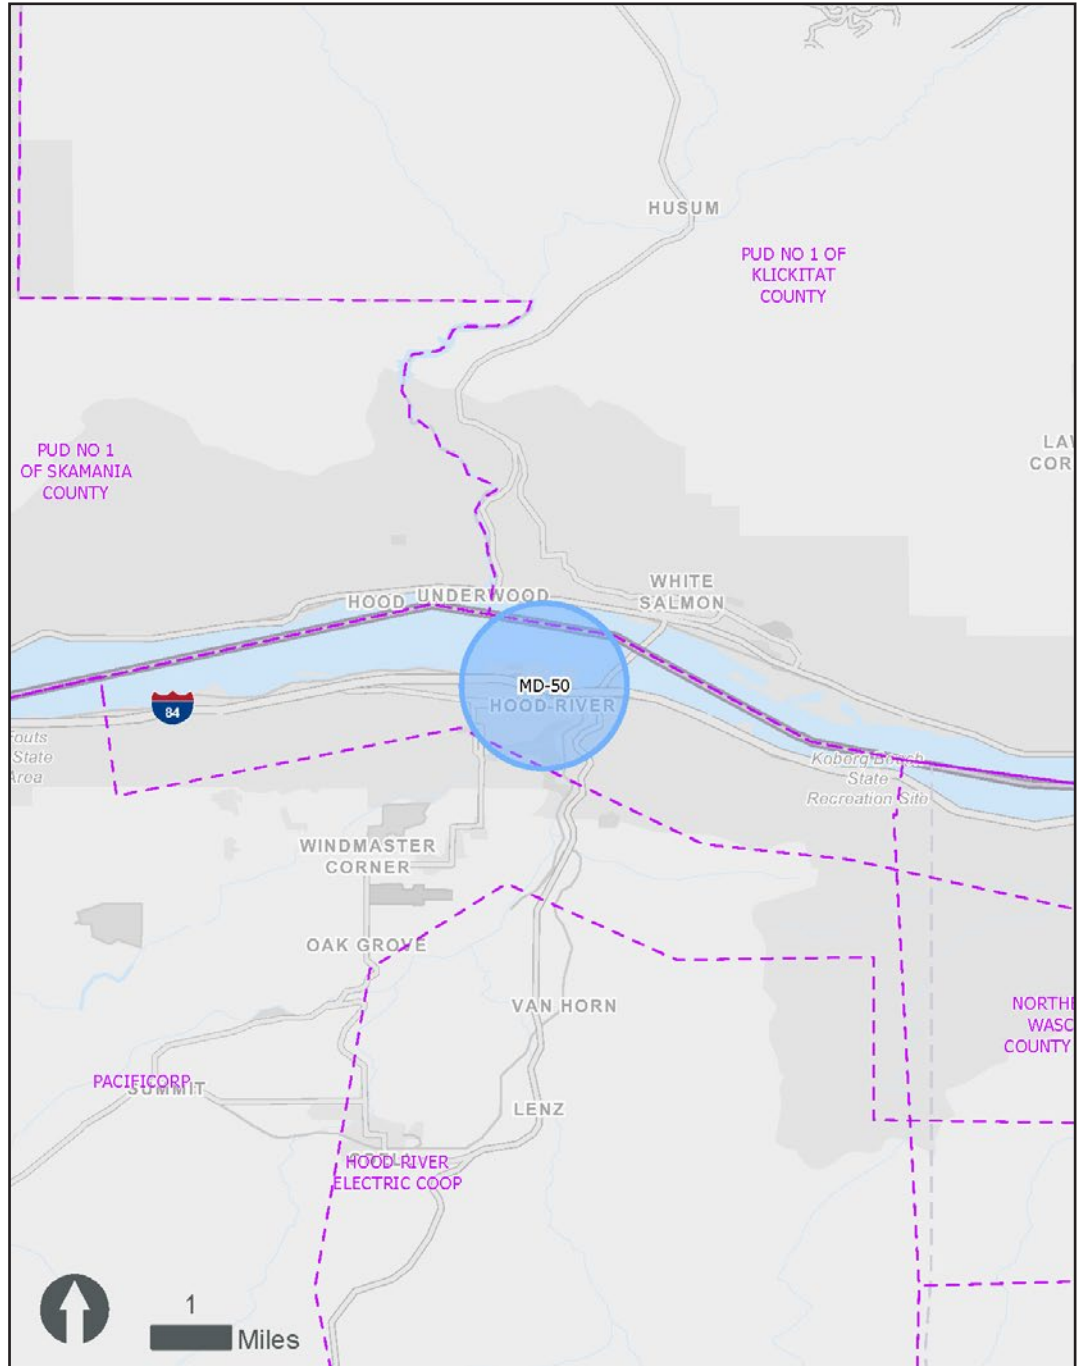 HUSUM
PUD NO 1 OF
KLICKITAT
COUNTY
PUD NO 1
OF SKAMANIA
COUNTY
HOOD
UNDERWOOD
WHITE
SALMON
MD-50
HOOD RIVER
84
State
Koberg Beach
State
Recreation Site
WINDMASTER
CORNER
OAK GROVE
VAN HORN
COUNTY
PACIFICORP
SUMMIT
LENZ
HOOD RIVER
ELECTRIC COOP
1
Miles